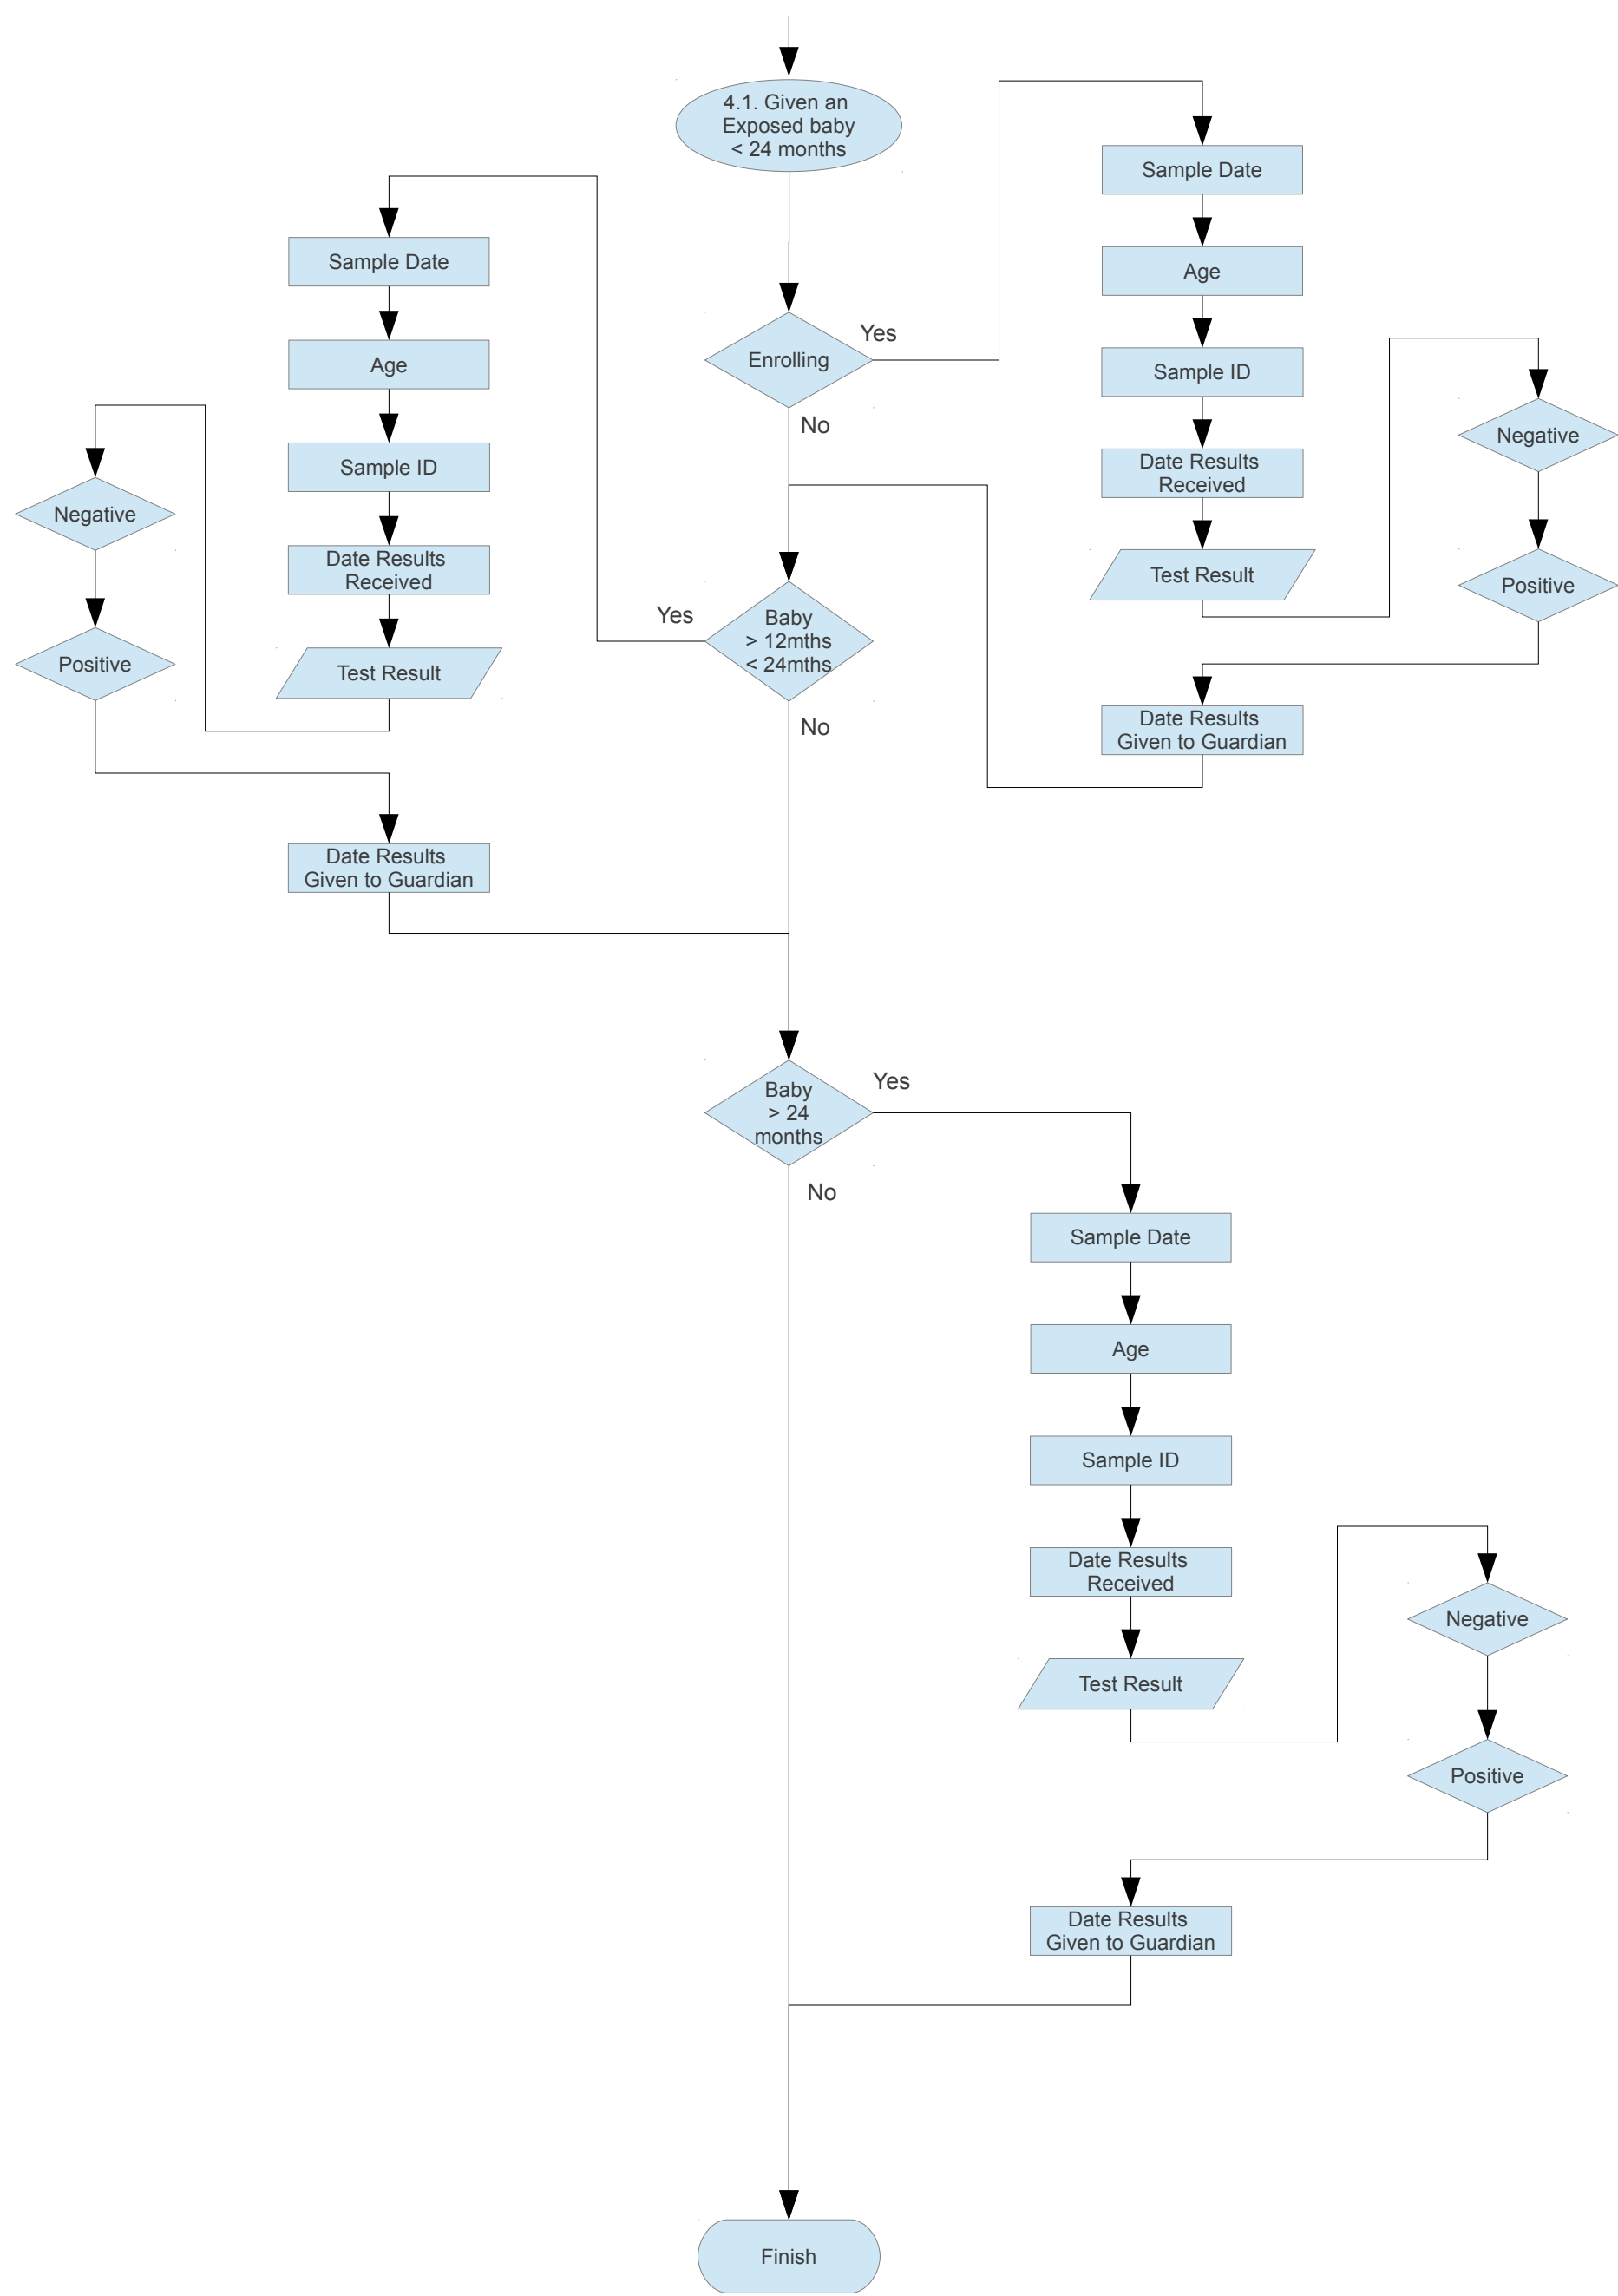 4.1. Given an
Exposed baby
< 24 months
Sample Date
Age
Sample ID
Date Results
Received
Test Result
Negative
Positive
Date Results
Given to Guardian
Enrolling
Yes
No
Sample Date
Age
Sample ID
Date Results
Received
Test Result
Negative
Positive
Date Results
Given to Guardian
Baby
> 12mths
< 24mths
Yes
No
Baby
> 24
months
Yes
No
Sample Date
Age
Sample ID
Date Results
Received
Test Result
Negative
Positive
Date Results
Given to Guardian
Finish